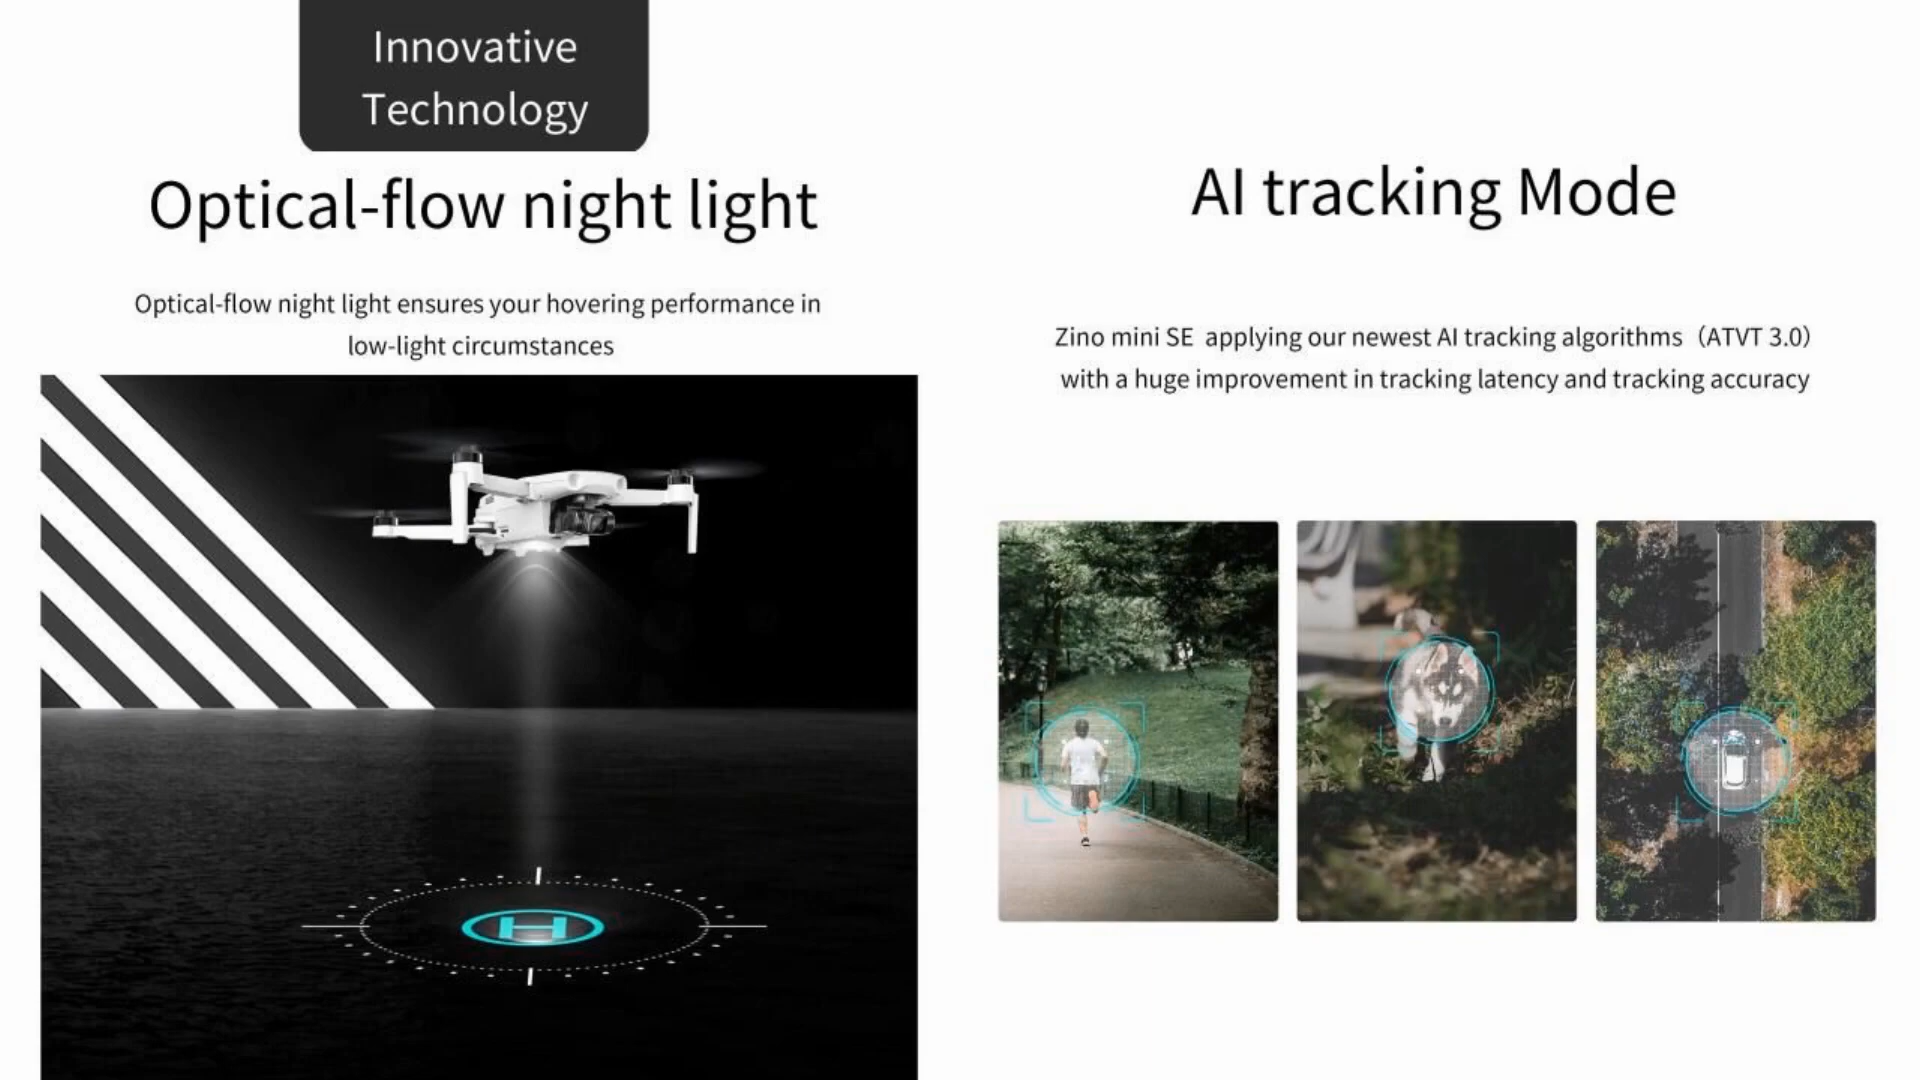 Innovative
Technology
Optical-flow night light
Optical-flow night light ensures your hovering performance in
low-light circumstances
H
AI tracking Mode
Zino mini SE  applying our newest AI tracking algorithms（ATVT 3.0）
with a huge improvement in tracking latency and tracking accuracy